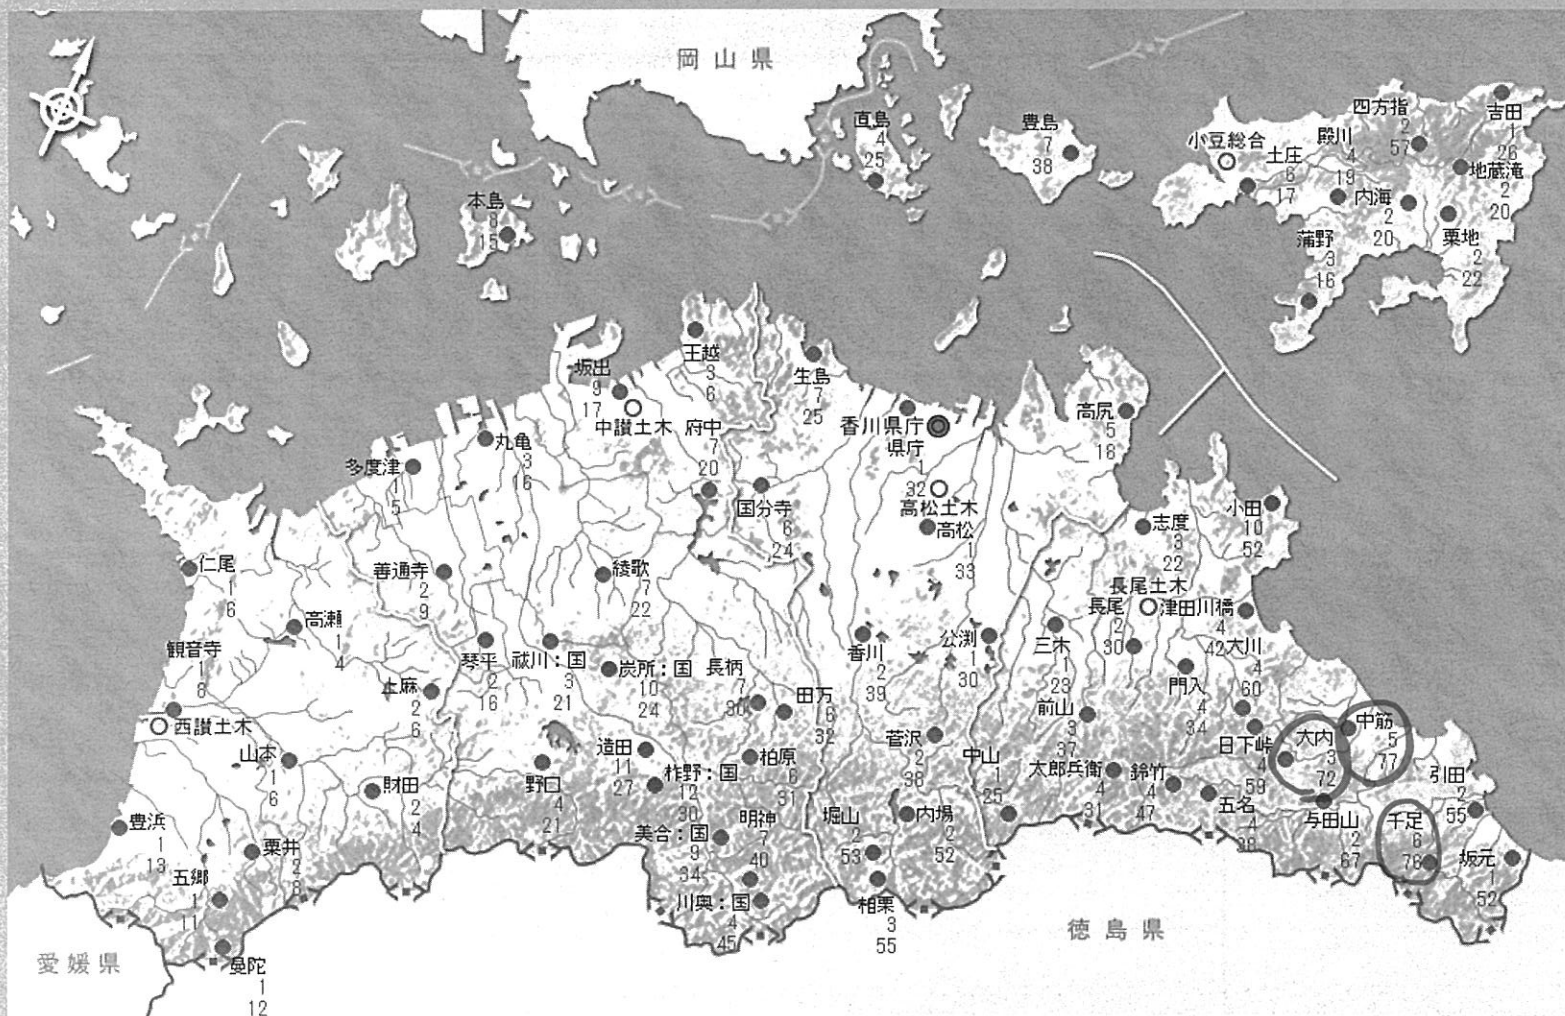 岡山県
直島
4
25
豊島
7
38
小豆総合
土庄
6
17
殿川
4
19
四方指
2
57
吉田
1
26
地蔵滝
2
20
内海
2
20
粟地
2
22
蒲野
3
16
本島
8
15
王越
3
6
坂出
9
17
中讃土木
生島
7
25
府中
7
20
香川県庁
県庁
1
32
高尻
5
18
丸亀
3
16
多度津
5
国分寺
6
24
高松土木
高松
1
33
志度
3
22
小田
10
52
仁尾
1
6
善通寺
2
9
綾歌
7
22
長尾土木
長尾
2
30
津田川橋
4
42
高瀬
1
4
観音寺
1
8
西讃土木
琴平
2
16
祓川:国
3
21
炭所:国
10
24
長柄
7
30
田万
6
32
香川
2
39
公渕
1
30
三木
1
23
大川
4
60
門入
4
34
上麻
2
6
前山
3
37
山本
1
6
財田
2
4
野口
4
21
造田
11
27
柞野:国
12
30
柏原
6
31
菅沢
2
38
中山
1
25
太郎兵衛
4
31
鈴竹
4
47
日下峠
4
59
大内
3
72
中筋
5
77
引田
2
55
豊浜
1
13
粟井
2
8
五郷
1
11
美合:国
9
34
明神
7
40
堀山
2
53
内場
2
52
五名
4
38
与田山
2
67
千足
6
76
坂元
1
52
川奥:国
4
45
相栗
3
55
曼陀
1
12
愛媛県
徳島県